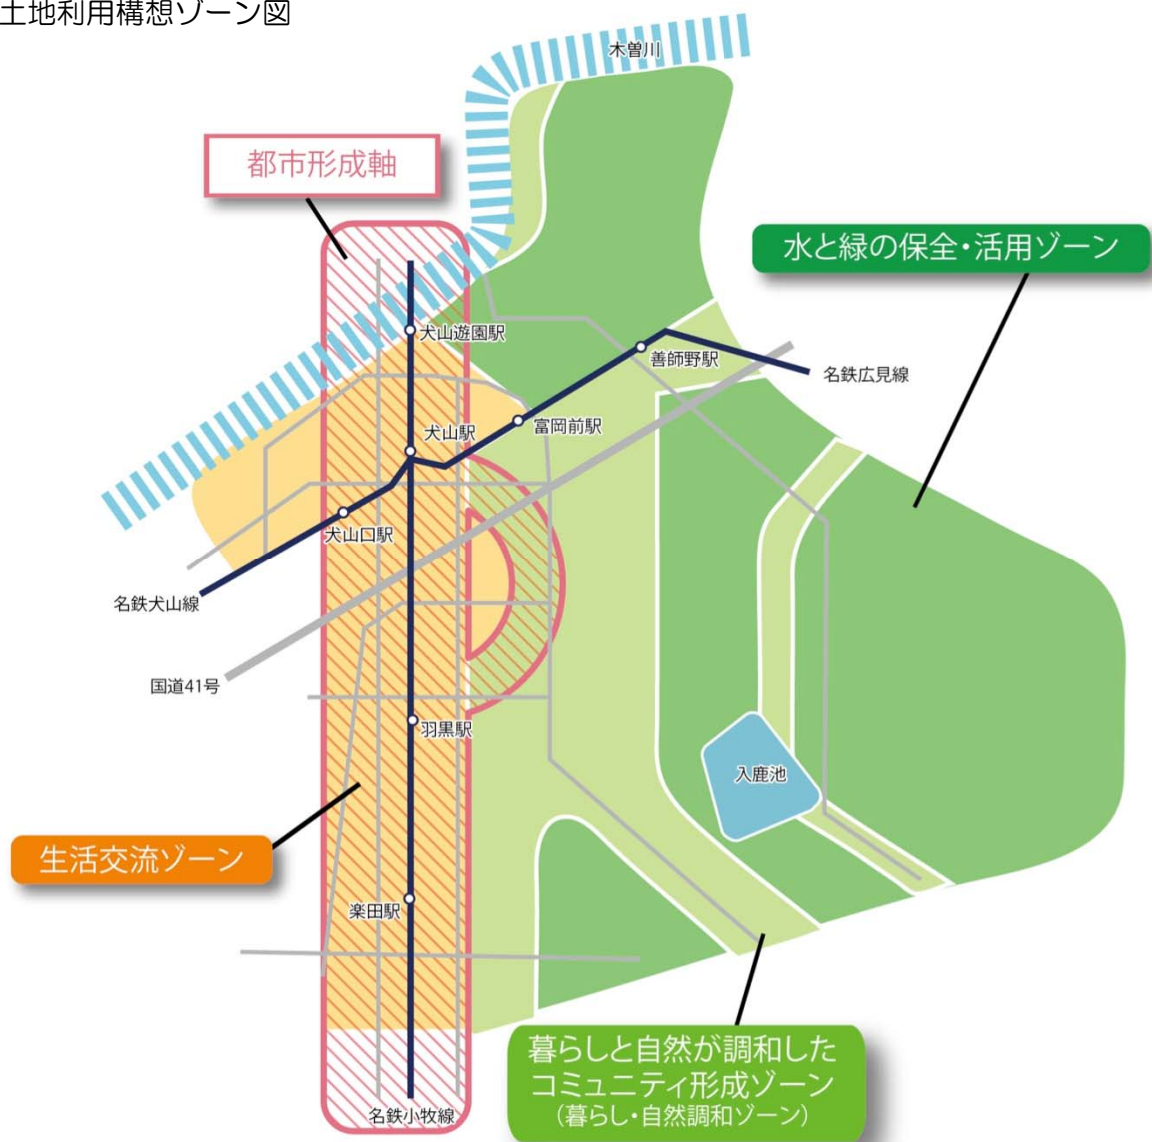 土地利用構想ゾーン図
木曽川
都市形成軸
水と緑の保全・活用ゾーン
犬山遊園駅
善師野駅
名鉄広見線
富岡前駅
犬山駅
犬山口駅
名鉄犬山線
国道41号
羽黒駅
入鹿池
生活交流ゾーン
楽田駅
暮らしと自然が調和した
コミュニティ形成ゾーン
(暮らし・自然調和ゾーン)
名鉄小牧線